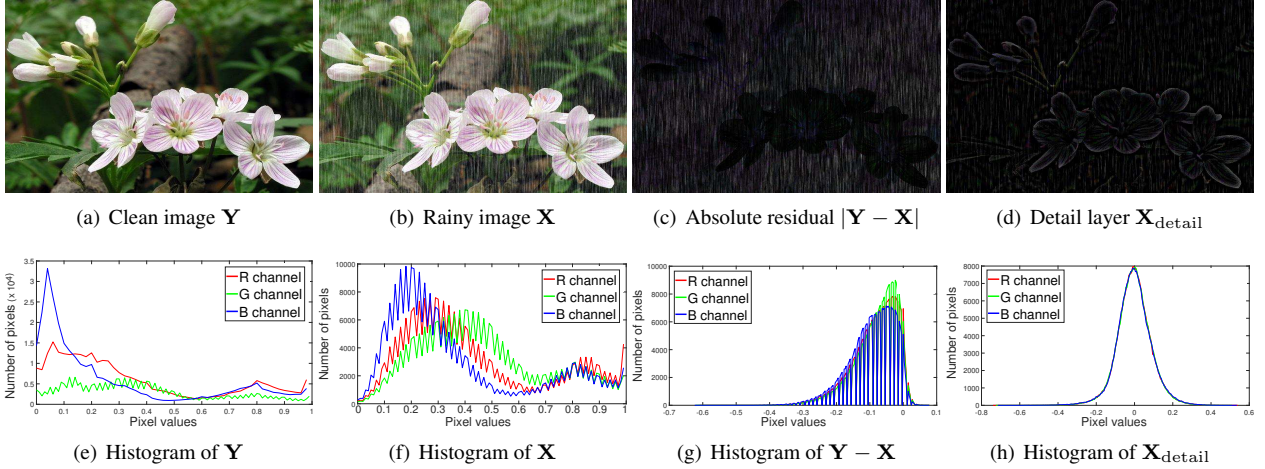 (a) Clean image Y
(b) Rainy image X
(c) Absolute residual |Y − X|
(d) Detail layer X_detail
Number of pixels (x 10⁴)
3.5
3
2.5
2
1.5
1
0.5
0
0 0.1 0.2 0.3 0.4 0.5 0.6 0.7 0.8 0.9 1
Pixel values
R channel
G channel
B channel
(e) Histogram of Y
Number of pixels
10000
8000
6000
4000
2000
0
0 0.1 0.2 0.3 0.4 0.5 0.6 0.7 0.8 0.9 1
Pixel values
R channel
G channel
B channel
(f) Histogram of X
Number of pixels
10000
8000
6000
4000
2000
0
-0.7 -0.6 -0.5 -0.4 -0.3 -0.2 -0.1 0 0.1
Pixel values
R channel
G channel
B channel
(g) Histogram of Y − X
Number of pixels
8000
7000
6000
5000
4000
3000
2000
1000
0
-0.8 -0.6 -0.4 -0.2 0 0.2 0.4 0.6
Pixel values
R channel
G channel
B channel
(h) Histogram of X_detail